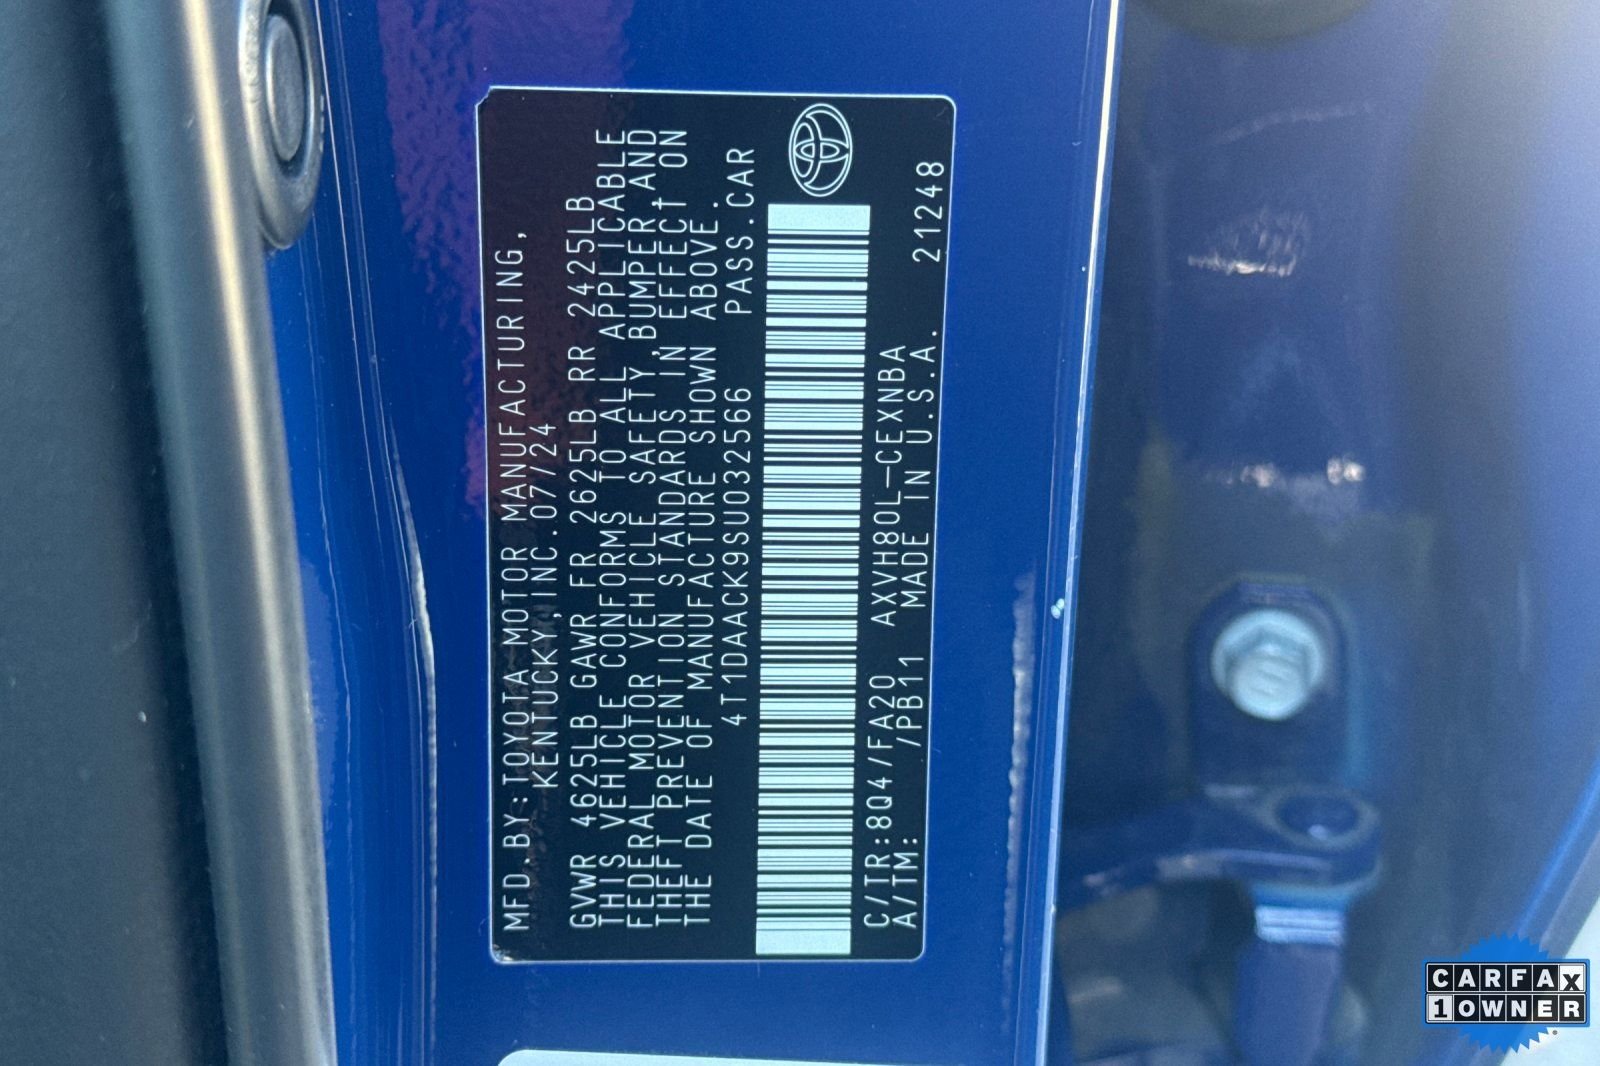 MFD.BY:TOYOTA MOTOR MANUFACTURING,
KENTUCKY,INC.07/24
GVWR 4625LB GAWR FR 2625LB RR 2425LB
THIS VEHICLE CONFORMS TO ALL APPLICABLE
FEDERAL MOTOR VEHICLE SAFETY,BUMPER,AND
THEFT PREVENTION STANDARDS IN EFFECT ON
THE DATE OF MANUFACTURE SHOWN ABOVE.
4T1DAACK9SU032566 PASS.CAR
C/TR:8Q4/FA20 AXVH80L-CEXNBA
A/TM: /PB11 MADE IN U.S.A. 21248
CARFAX
1 OWNER